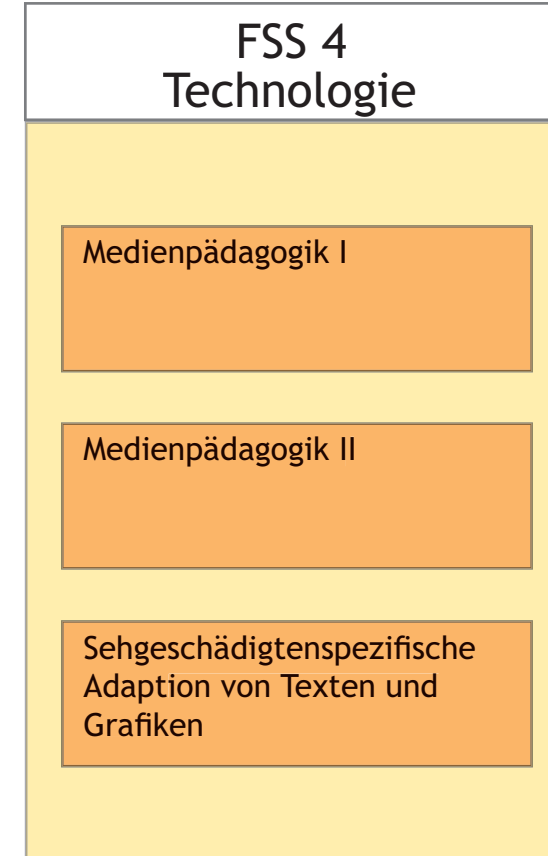 FSS 4
Technologie
Medienpädagogik I
Medienpädagogik II
Sehgeschädigtenspezifische
Adaption von Texten und
Grafiken